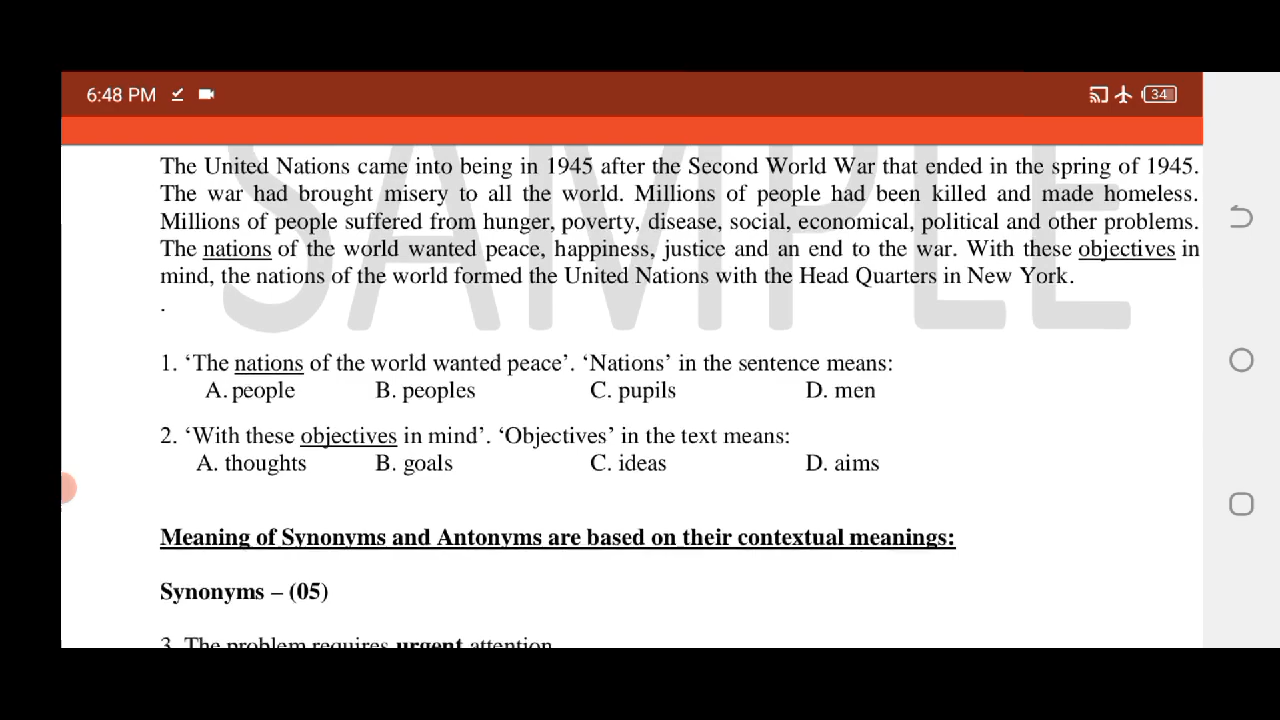 6:48 PM
34
SAMPLE
The United Nations came into being in 1945 after the Second World War that ended in the spring of 1945.
The war had brought misery to all the world. Millions of people had been killed and made homeless.
Millions of people suffered from hunger, poverty, disease, social, economical, political and other problems.
The nations of the world wanted peace, happiness, justice and an end to the war. With these objectives in
mind, the nations of the world formed the United Nations with the Head Quarters in New York.
.
1. ‘The nations of the world wanted peace’. ‘Nations’ in the sentence means:
A. people B. peoples C. pupils D. men
2. ‘With these objectives in mind’. ‘Objectives’ in the text means:
A. thoughts B. goals C. ideas D. aims
Meaning of Synonyms and Antonyms are based on their contextual meanings:
Synonyms – (05)
3. The problem requires urgent attention